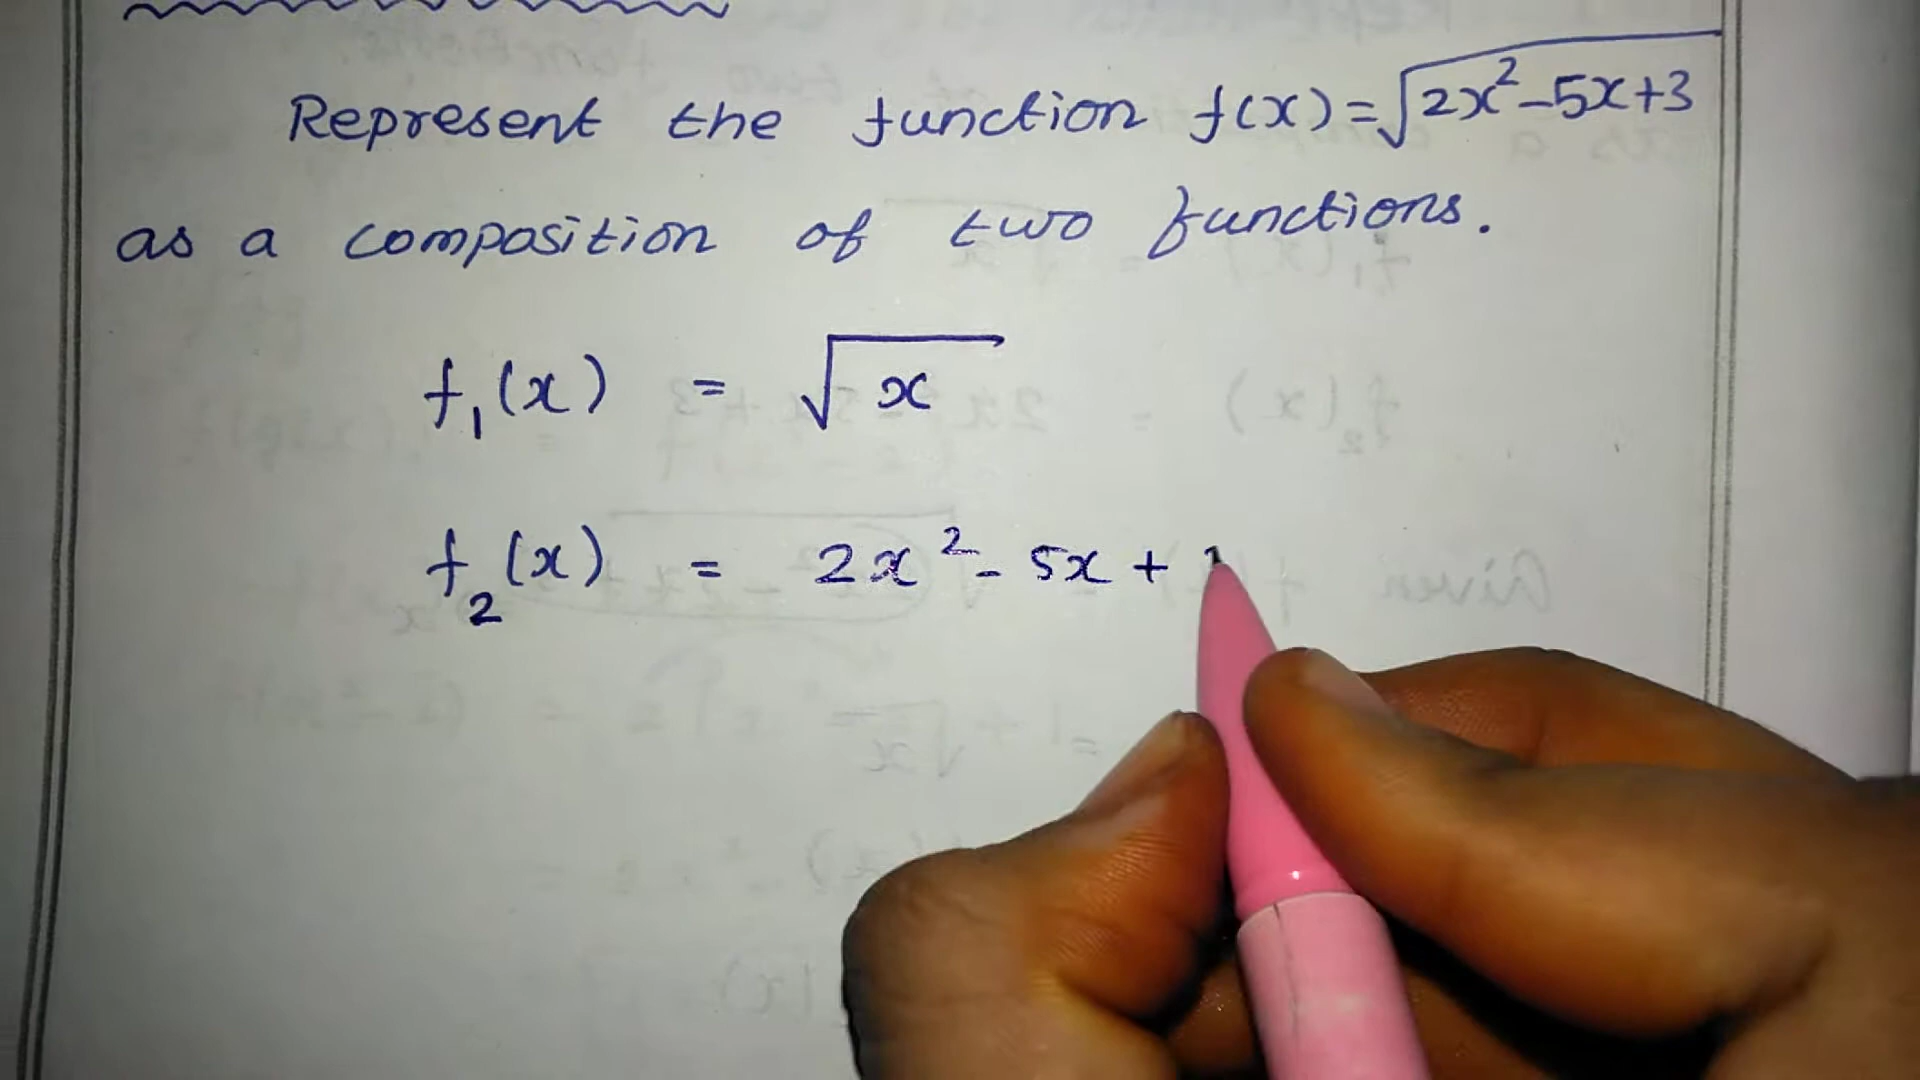 Represent the function f(x)=√2x²-5x+3
as a composition of two functions.
f₁(x) = √x
f₂(x) = 2x² - 5x +